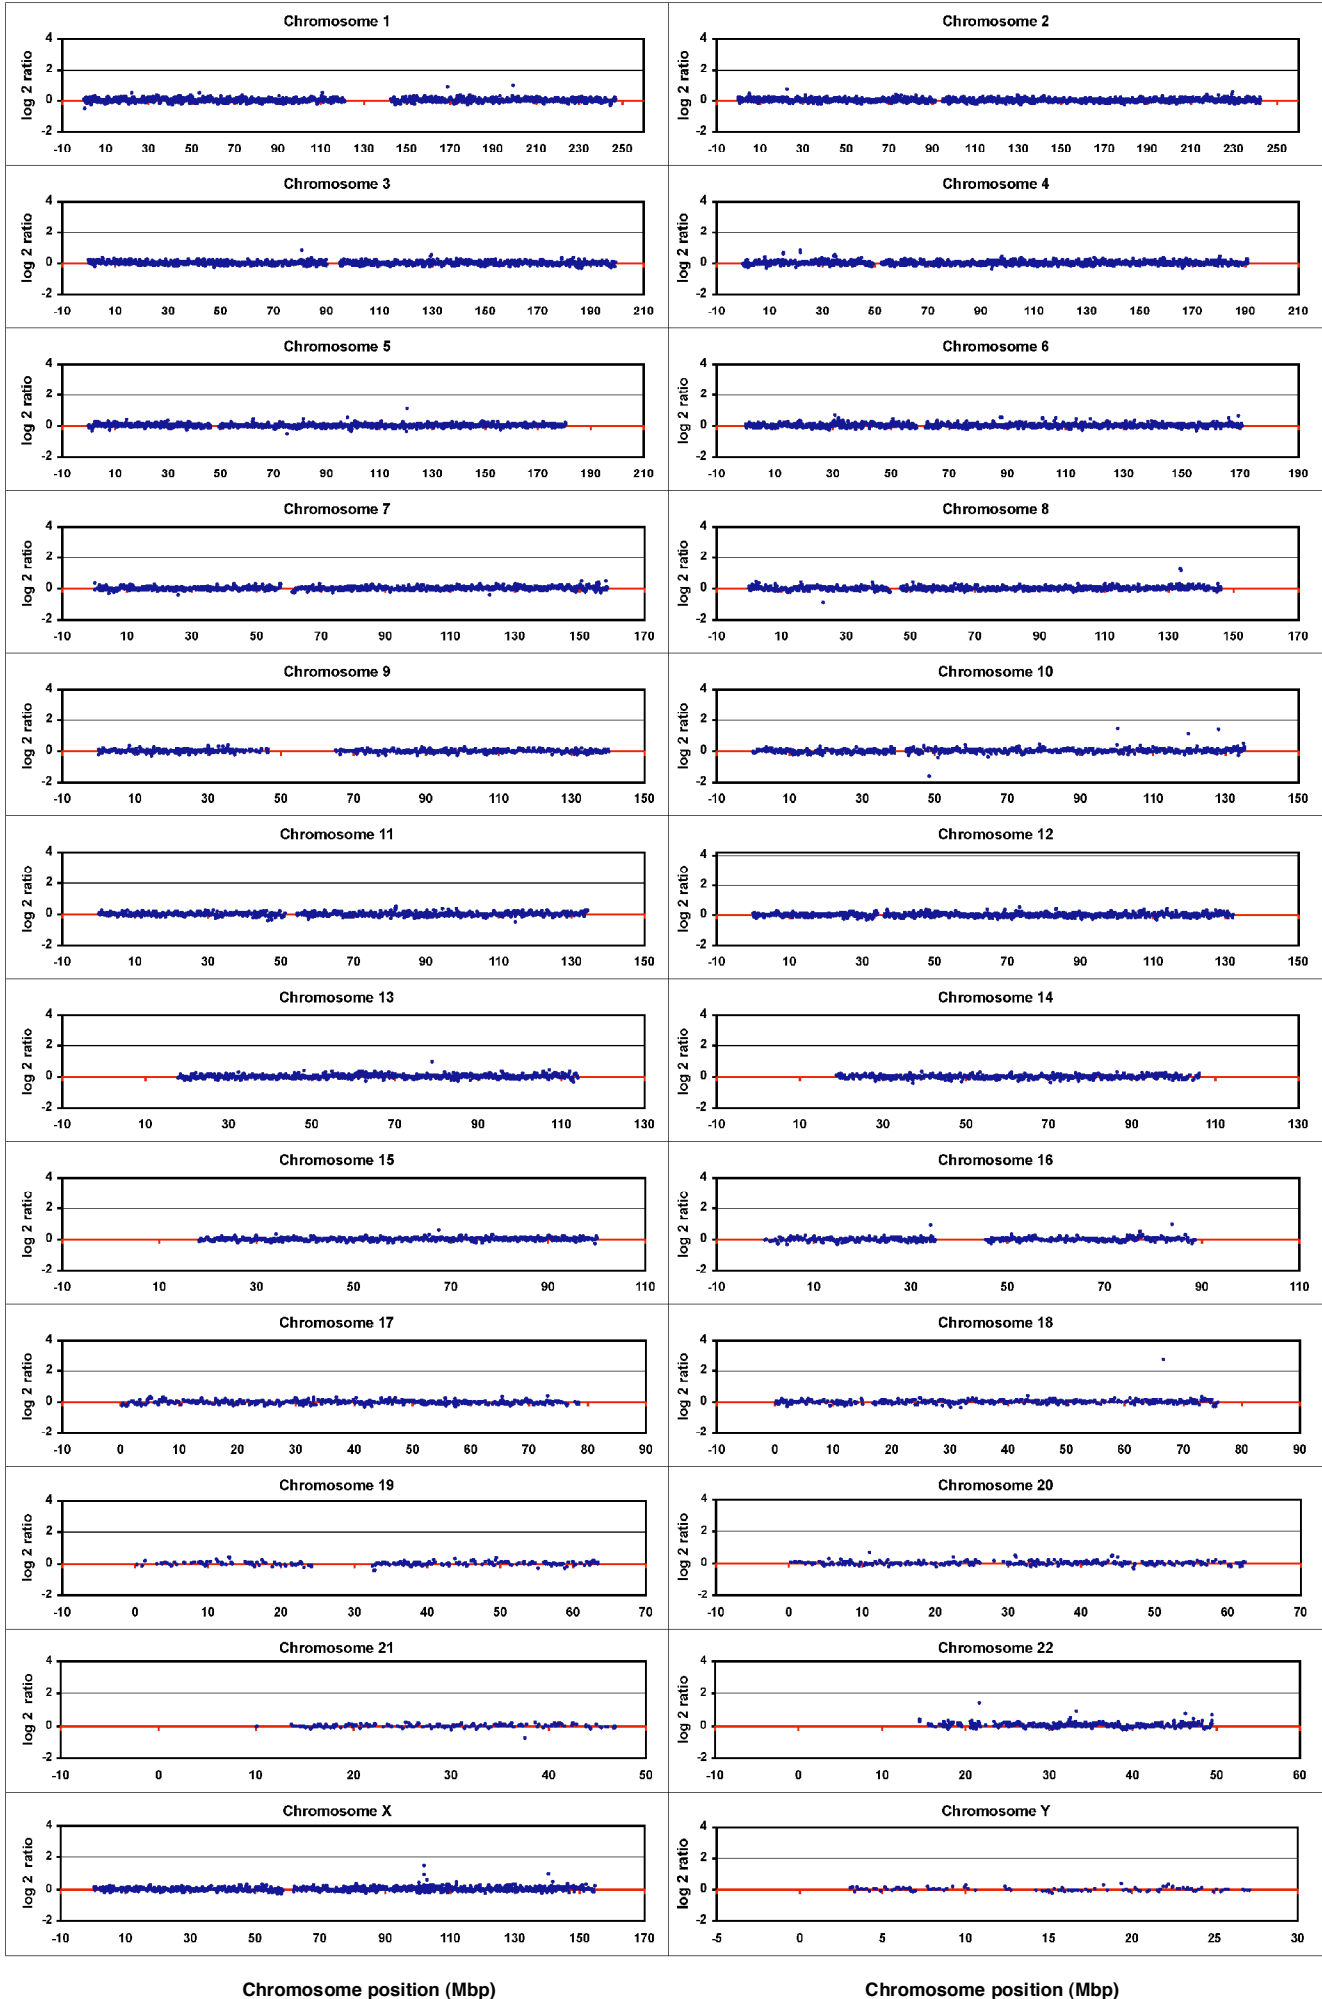 Chromosome 1
log 2 ratio
4
2
0
-2
-10 10 30 50 70 90 110 130 150 170 190 210 230 250
Chromosome 2
log 2 ratio
4
2
0
-2
-10 10 30 50 70 90 110 130 150 170 190 210 230 250
Chromosome 3
log 2 ratio
4
2
0
-2
-10 10 30 50 70 90 110 130 150 170 190 210
Chromosome 4
log 2 ratio
4
2
0
-2
-10 10 30 50 70 90 110 130 150 170 190 210
Chromosome 5
log 2 ratio
4
2
0
-2
-10 10 30 50 70 90 110 130 150 170 190 210
Chromosome 6
log 2 ratio
4
2
0
-2
-10 10 30 50 70 90 110 130 150 170 190
Chromosome 7
log 2 ratio
4
2
0
-2
-10 10 30 50 70 90 110 130 150 170
Chromosome 8
log 2 ratio
4
2
0
-2
-10 10 30 50 70 90 110 130 150 170
Chromosome 9
log 2 ratio
4
2
0
-2
-10 10 30 50 70 90 110 130 150
Chromosome 10
log 2 ratio
4
2
0
-2
-10 10 30 50 70 90 110 130 150
Chromosome 11
log 2 ratio
4
2
0
-2
-10 10 30 50 70 90 110 130 150
Chromosome 12
log 2 ratio
4
2
0
-2
-10 10 30 50 70 90 110 130 150
Chromosome 13
log 2 ratio
4
2
0
-2
-10 10 30 50 70 90 110 130
Chromosome 14
log 2 ratio
4
2
0
-2
-10 10 30 50 70 90 110 130
Chromosome 15
log 2 ratic
4
2
0
-2
-10 10 30 50 70 90 110
Chromosome 16
log 2 ratio
4
2
0
-2
-10 10 30 50 70 90 110
Chromosome 17
log 2 ratio
4
2
0
-2
-10 0 10 20 30 40 50 60 70 80 90
Chromosome 18
log 2 ratio
4
2
0
-2
-10 0 10 20 30 40 50 60 70 80 90
Chromosome 19
log 2 ratio
4
2
0
-2
-10 0 10 20 30 40 50 60 70
Chromosome 20
log 2 ratio
4
2
0
-2
-10 0 10 20 30 40 50 60 70
Chromosome 21
log 2 ratio
4
2
0
-2
-10 0 10 20 30 40 50
Chromosome 22
log 2 ratio
4
2
0
-2
-10 0 10 20 30 40 50 60
Chromosome X
log 2 ratio
4
2
0
-2
-10 10 30 50 70 90 110 130 150 170
Chromosome Y
log 2 ratio
4
2
0
-2
-5 0 5 10 15 20 25 30
Chromosome position (Mbp)
Chromosome position (Mbp)